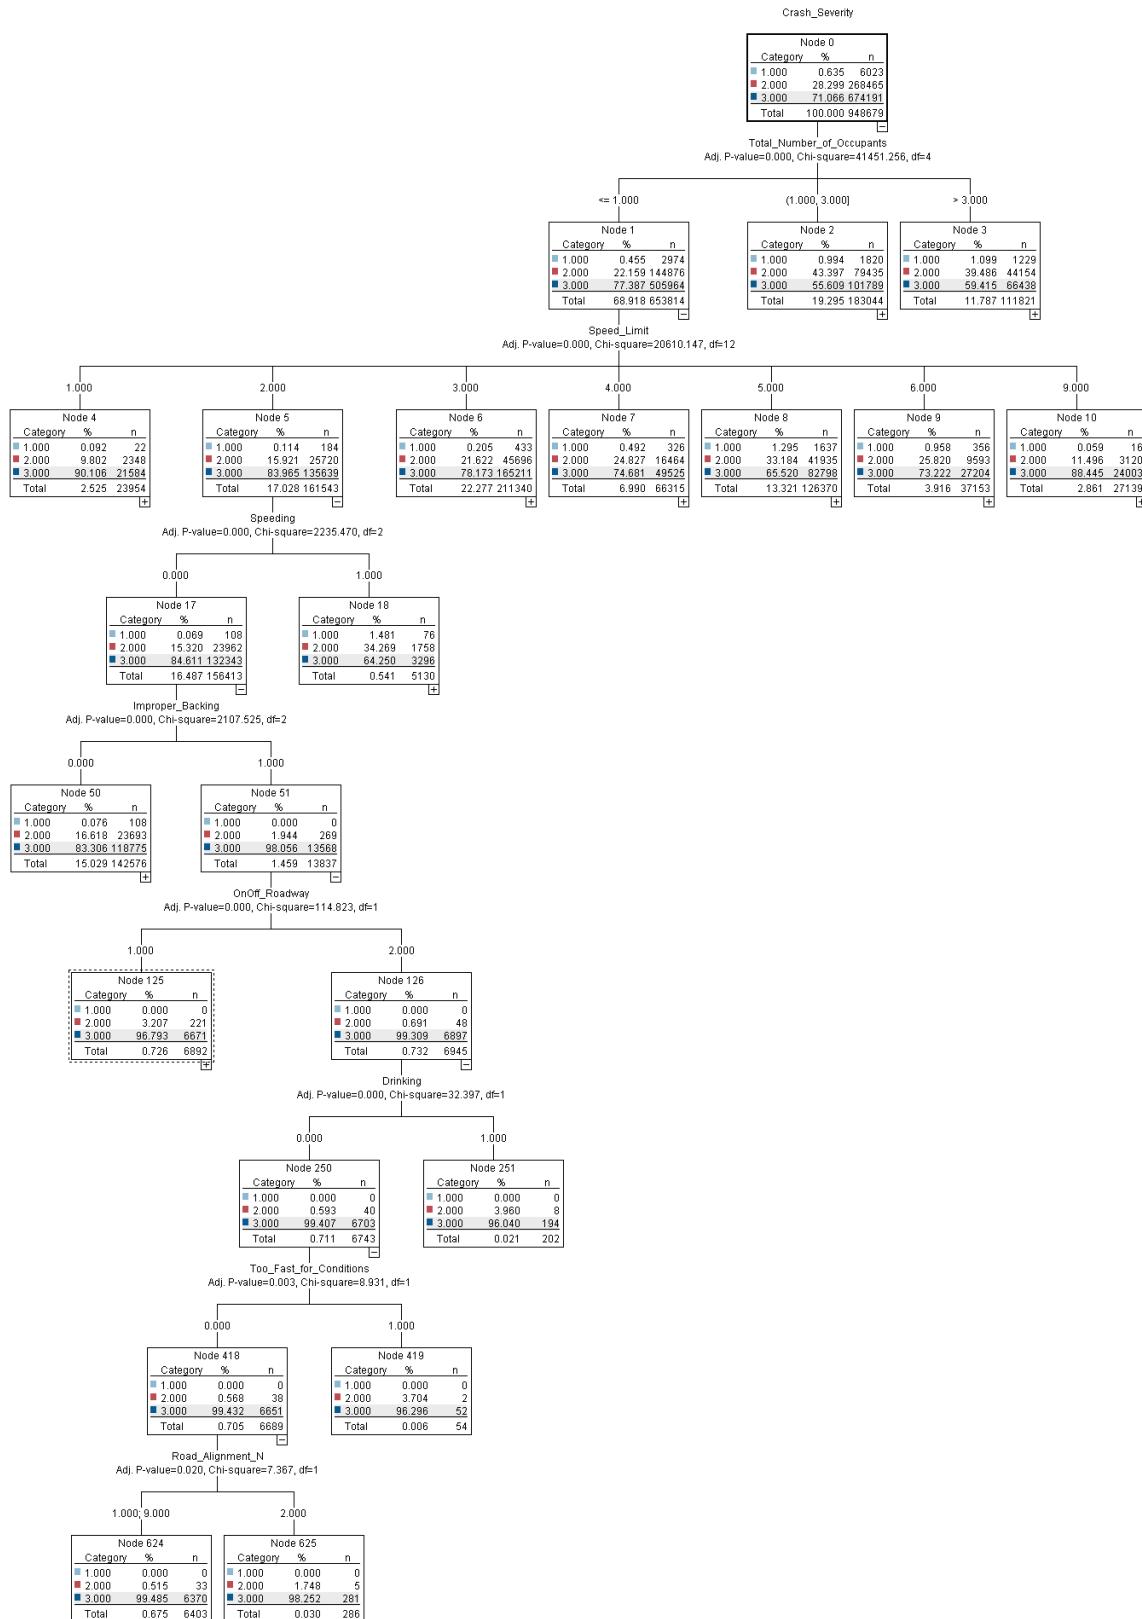 Crash_Severity
Node 0
Category % n
1.000 0.635 6023
2.000 28.299 268465
3.000 71.066 674191
Total 100.000 948679
Total_Number_of_Occupants
Adj. P-value=0.000, Chi-square=41451.256, df=4
<= 1.000
(1.000, 3.000]
> 3.000
Node 1
Category % n
1.000 0.455 2974
2.000 22.159 144876
3.000 77.387 505964
Total 68.918 653814
Node 2
Category % n
1.000 0.994 1820
2.000 43.397 79435
3.000 55.609 101789
Total 19.295 183044
Node 3
Category % n
1.000 1.099 1229
2.000 39.486 44154
3.000 59.415 66438
Total 11.787 111821
Speed_Limit
Adj. P-value=0.000, Chi-square=20610.147, df=12
1.000
2.000
3.000
4.000
5.000
6.000
9.000
Node 4
Category % n
1.000 0.092 22
2.000 9.802 2348
3.000 90.106 21584
Total 2.525 23954
Node 5
Category % n
1.000 0.114 184
2.000 15.921 25720
3.000 83.965 135639
Total 17.028 161543
Node 6
Category % n
1.000 0.205 433
2.000 21.622 45696
3.000 78.173 165211
Total 22.277 211340
Node 7
Category % n
1.000 0.492 326
2.000 24.827 16464
3.000 74.681 49525
Total 6.990 66315
Node 8
Category % n
1.000 1.295 1637
2.000 33.184 41935
3.000 65.520 82798
Total 13.321 126370
Node 9
Category % n
1.000 0.958 356
2.000 25.820 9593
3.000 73.222 27204
Total 3.916 37153
Node 10
Category % n
1.000 0.059 16
2.000 11.496 3120
3.000 88.445 24003
Total 2.861 27139
Speeding
Adj. P-value=0.000, Chi-square=2235.470, df=2
0.000
1.000
Node 17
Category % n
1.000 0.069 108
2.000 15.320 23962
3.000 84.611 132343
Total 16.487 156413
Node 18
Category % n
1.000 1.481 76
2.000 34.269 1758
3.000 64.250 3296
Total 0.541 5130
Improper_Backing
Adj. P-value=0.000, Chi-square=2107.525, df=2
0.000
1.000
Node 50
Category % n
1.000 0.076 108
2.000 16.618 23693
3.000 83.306 118775
Total 15.029 142576
Node 51
Category % n
1.000 0.000 0
2.000 1.944 269
3.000 98.056 13568
Total 1.459 13837
OnOff_Roadway
Adj. P-value=0.000, Chi-square=114.823, df=1
1.000
2.000
Node 125
Category % n
1.000 0.000 0
2.000 3.207 221
3.000 96.793 6671
Total 0.726 6892
Node 126
Category % n
1.000 0.000 0
2.000 0.691 48
3.000 99.309 6897
Total 0.732 6945
Drinking
Adj. P-value=0.000, Chi-square=32.397, df=1
0.000
1.000
Node 250
Category % n
1.000 0.000 0
2.000 0.593 40
3.000 99.407 6703
Total 0.711 6743
Node 251
Category % n
1.000 0.000 0
2.000 3.960 8
3.000 96.040 194
Total 0.021 202
Too_Fast_for_Conditions
Adj. P-value=0.003, Chi-square=8.931, df=1
0.000
1.000
Node 418
Category % n
1.000 0.000 0
2.000 0.568 38
3.000 99.432 6651
Total 0.705 6689
Node 419
Category % n
1.000 0.000 0
2.000 3.704 2
3.000 96.296 52
Total 0.006 54
Road_Alignment_N
Adj. P-value=0.020, Chi-square=7.367, df=1
1.000; 9.000
2.000
Node 624
Category % n
1.000 0.000 0
2.000 0.515 33
3.000 99.485 6370
Total 0.675 6403
Node 625
Category % n
1.000 0.000 0
2.000 1.748 5
3.000 98.252 281
Total 0.030 286